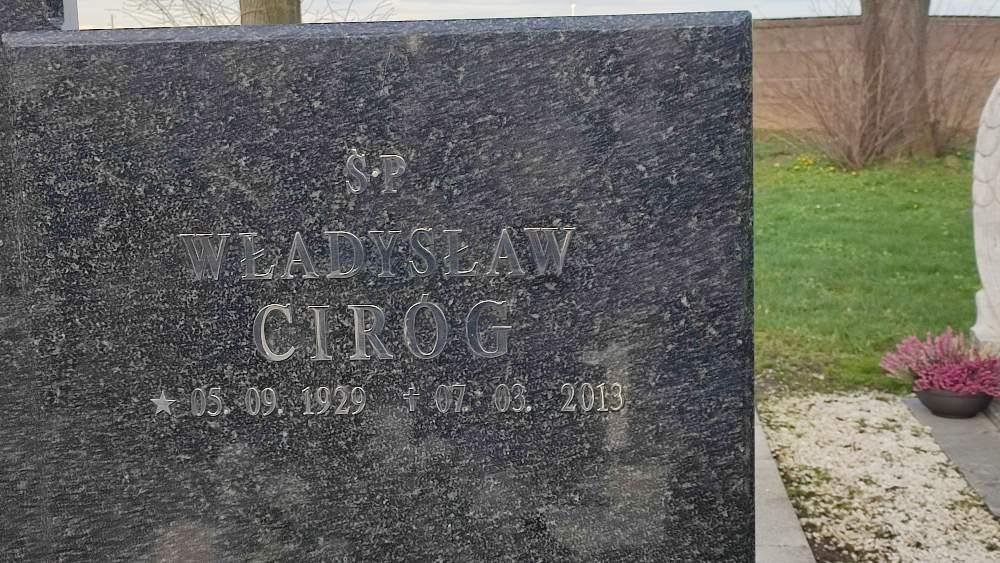 Ś.P
WŁADYSŁAW
CIRÓG
★ 05. 09. 1929 ✝ 07. 03. 2013